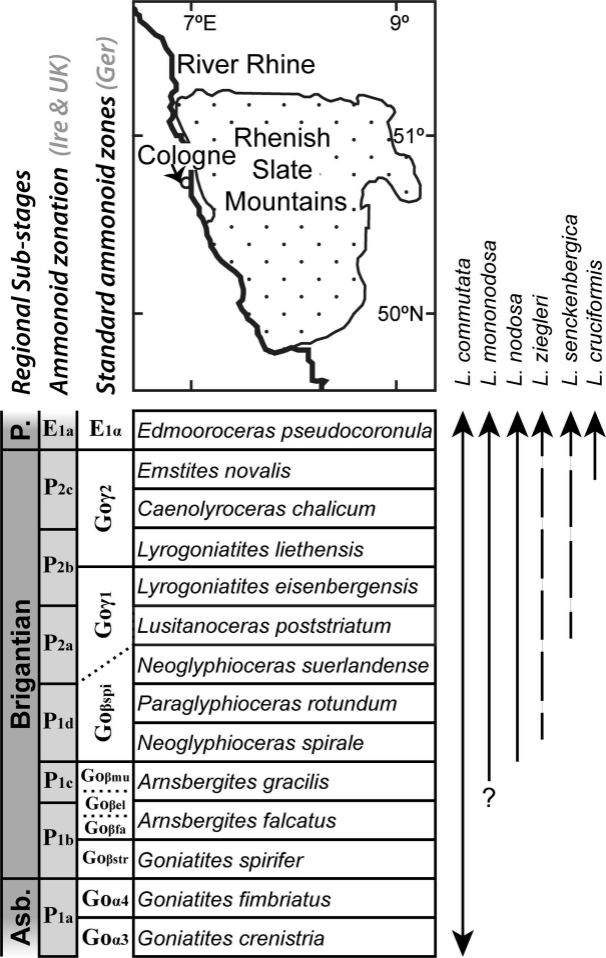 7ºE 9º
River Rhine
51º
Cologne
Rhenish
Slate
Mountains
50ºN
Regional Sub-stages
Ammonoid zonation (Ire & UK)
Standard ammonoid zones (Ger)
L. commutata
L. mononodosa
L. nodosa
L. ziegleri
L. senckenbergica
L. cruciformis
P. E1a E1α Edmooroceras pseudocoronula
Brigantian
P2c Goγ2 Emstites novalis
Caenolyroceras chalicum
P2b Lyrogoniatites liethensis
Goγ1 Lyrogoniatites eisenbergensis
P2a Lusitanoceras poststriatum
Neoglyphioceras suerlandense
P1d Goβspi Paraglyphioceras rotundum
Neoglyphioceras spirale
P1c Goβmu Arnsbergites gracilis
?
Goβel
P1b Goβfa Arnsbergites falcatus
Goβstr Goniatites spirifer
Asb. P1a Goα4 Goniatites fimbriatus
Goα3 Goniatites crenistria